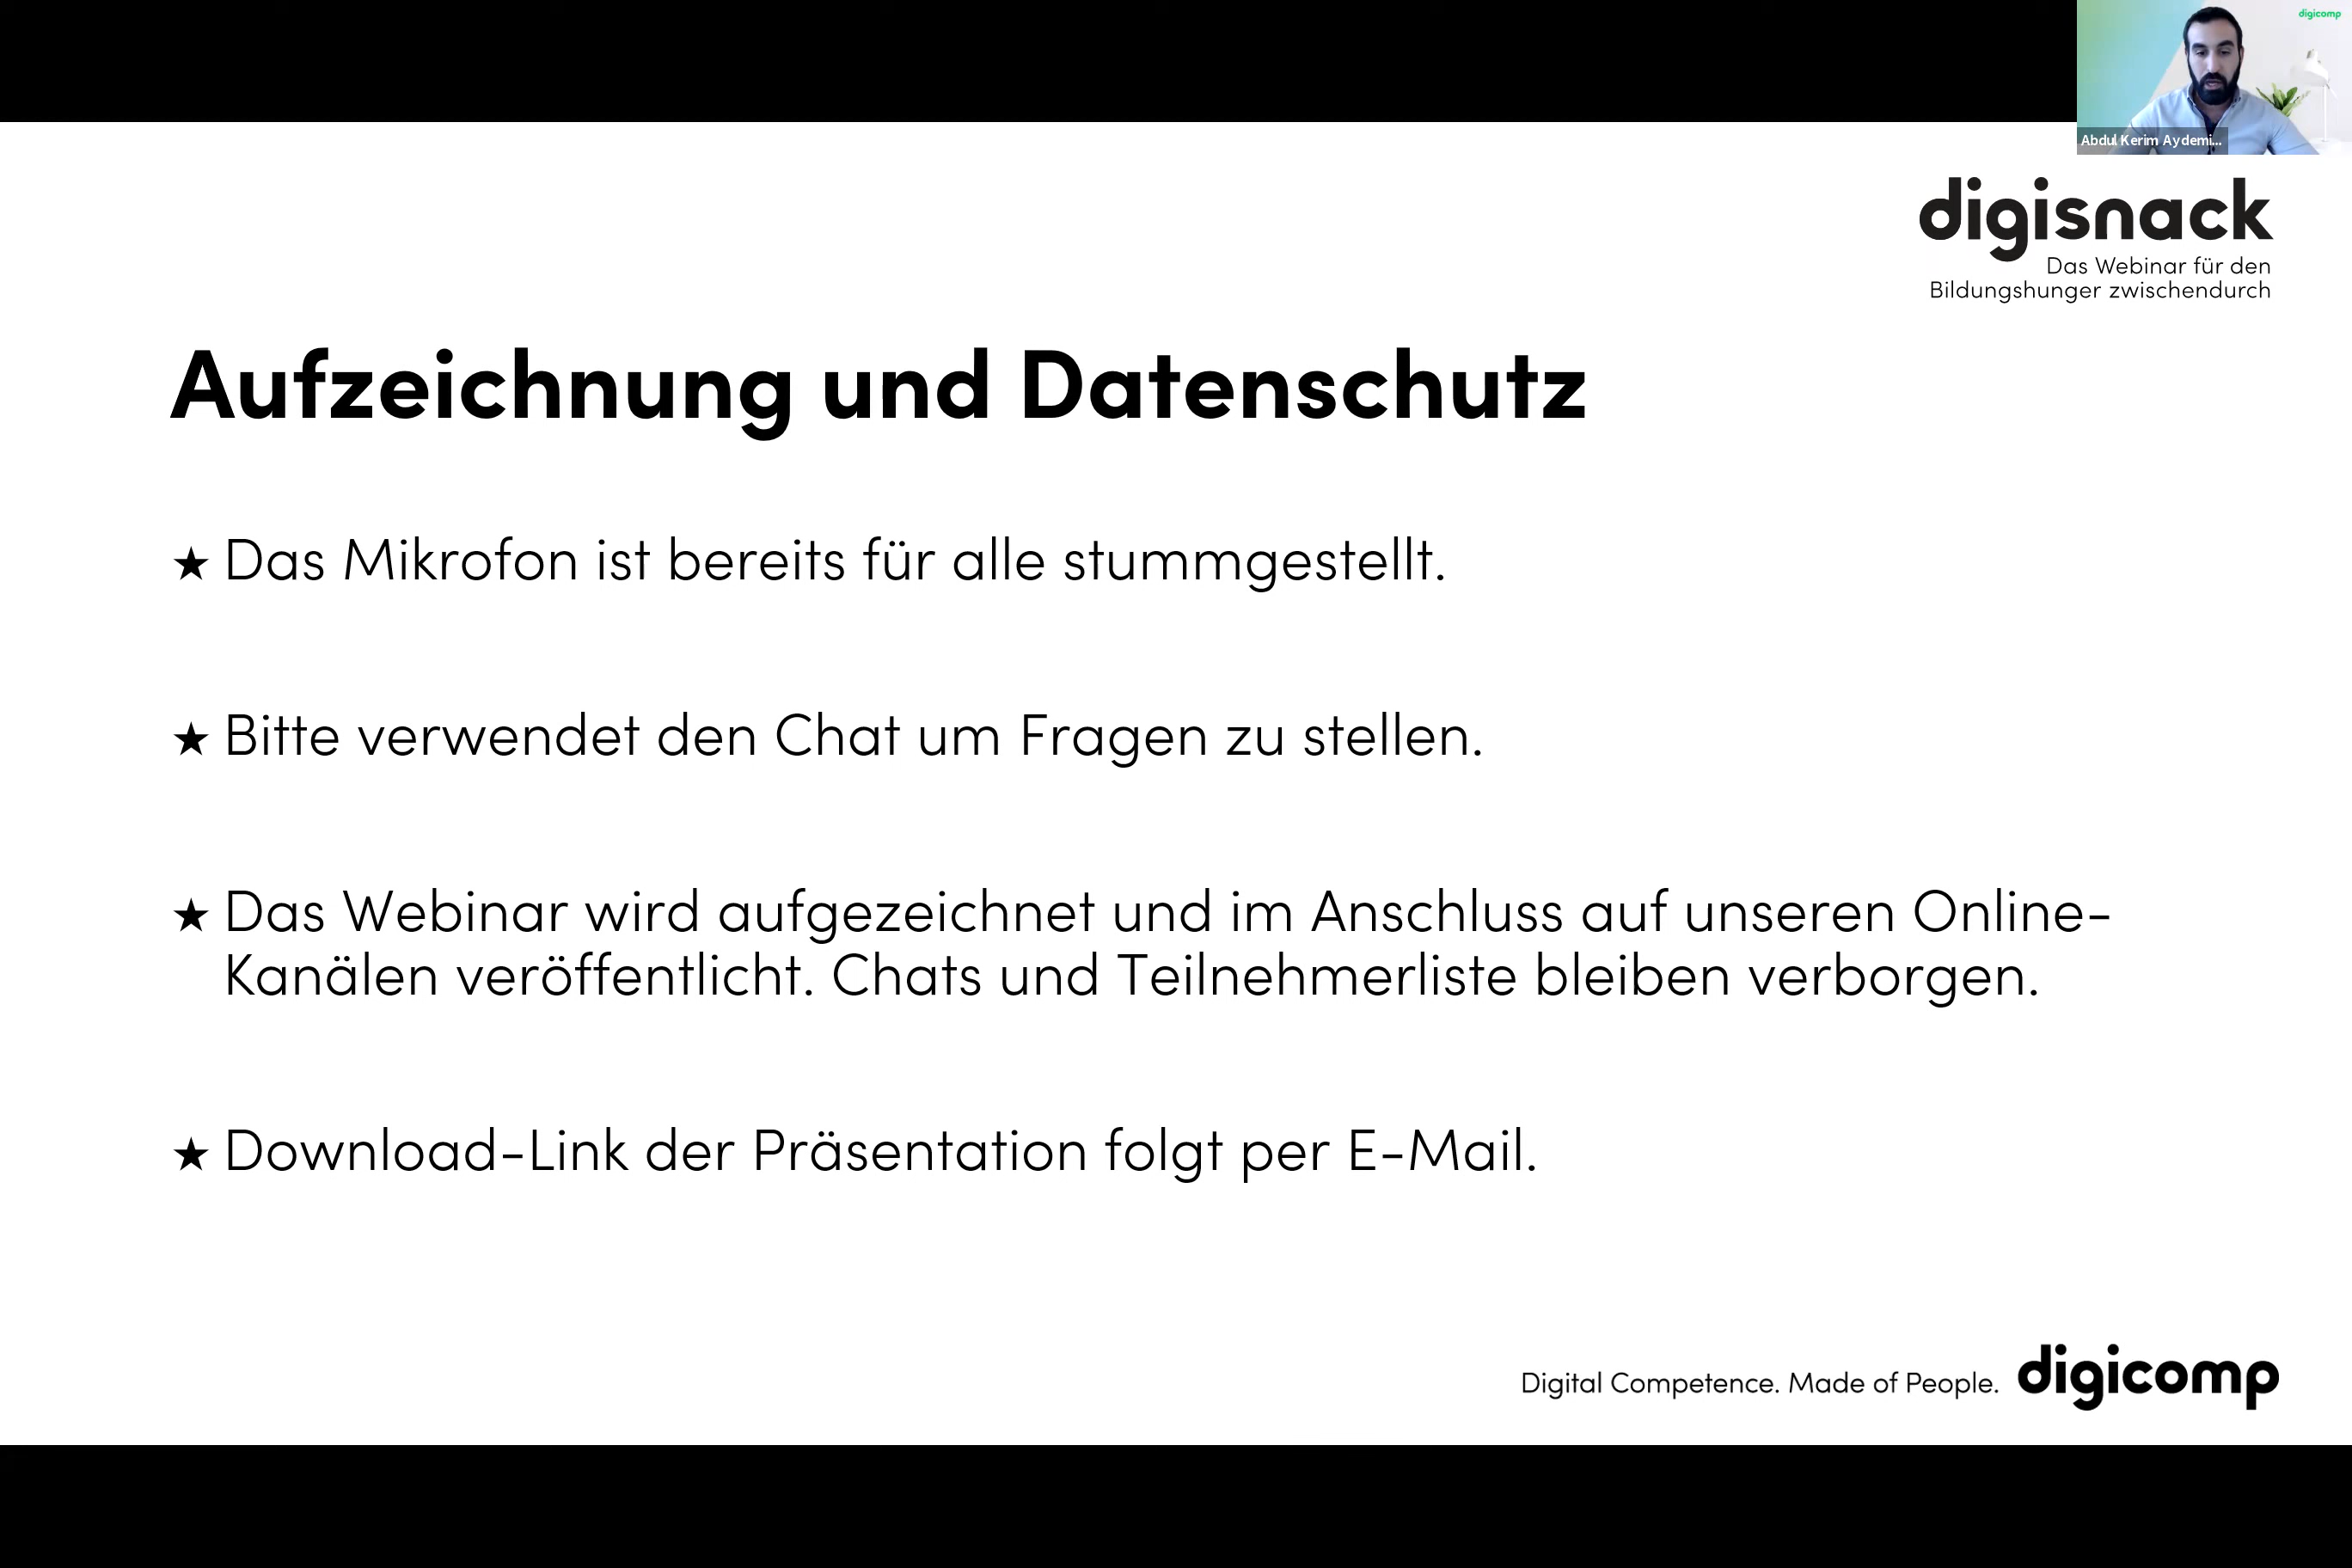 digicomp
Abdul Kerim Aydemi...
digisnack
Das Webinar für den
Bildungshunger zwischendurch
Aufzeichnung und Datenschutz
★ Das Mikrofon ist bereits für alle stummgestellt.
★ Bitte verwendet den Chat um Fragen zu stellen.
★ Das Webinar wird aufgezeichnet und im Anschluss auf unseren Online-
Kanälen veröffentlicht. Chats und Teilnehmerliste bleiben verborgen.
★ Download-Link der Präsentation folgt per E-Mail.
Digital Competence. Made of People. digicomp